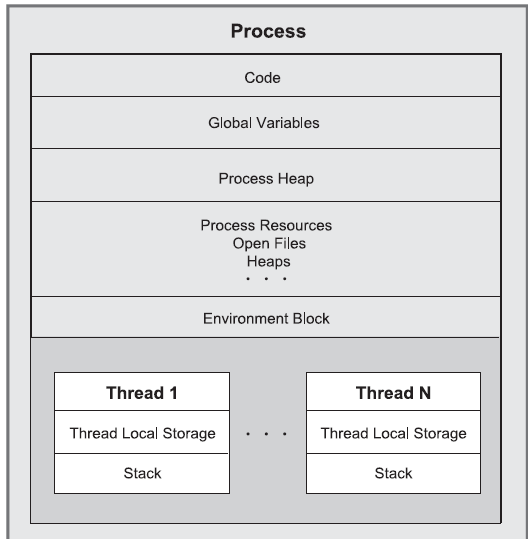 Process
Code
Global Variables
Process Heap
Process Resources
Open Files
Heaps
· · ·
Environment Block
Thread 1
Thread Local Storage
Stack
· · ·
Thread N
Thread Local Storage
Stack